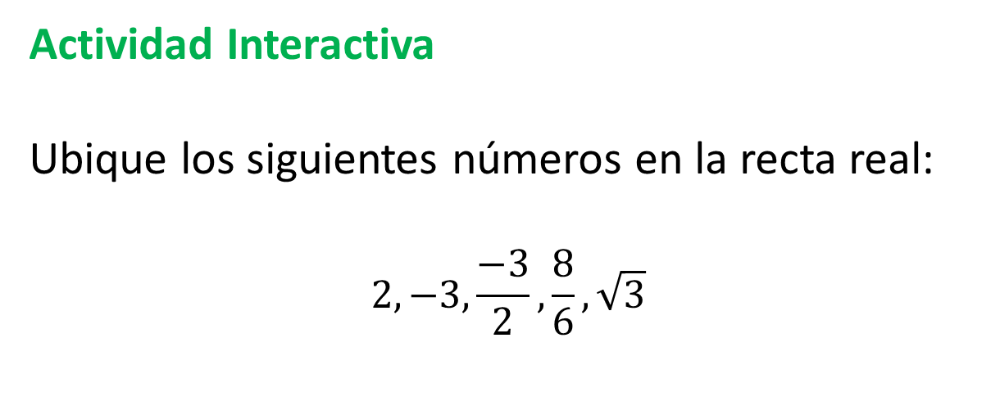 Actividad Interactiva
Ubique los siguientes números en la recta real:
2, −3, −3/2, 8/6, √3